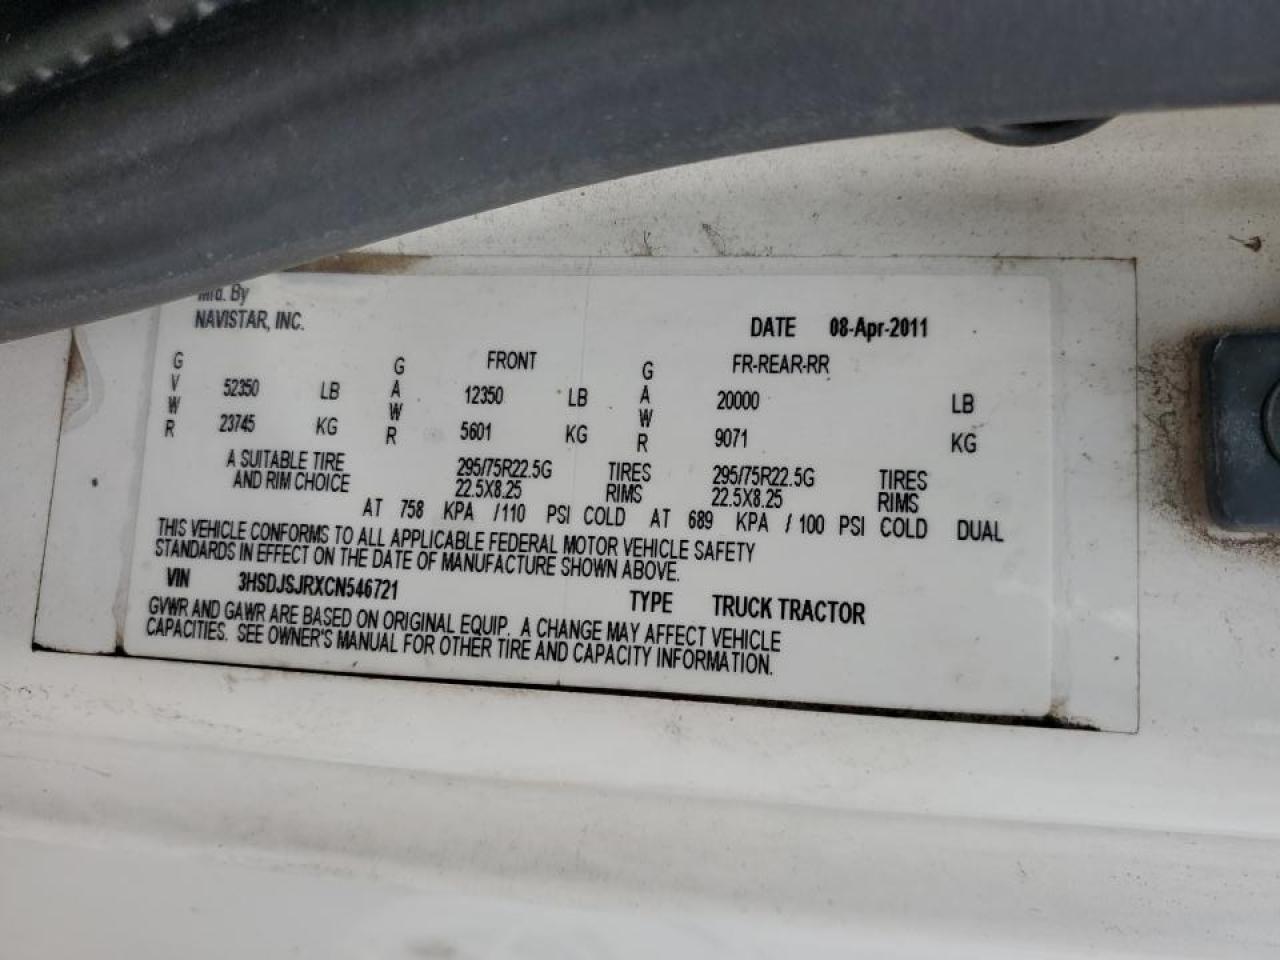 Mfd. By
NAVISTAR, INC. DATE 08-Apr-2011
GVWR 52350 LB 23745 KG
GAWR FRONT 12350 LB 5601 KG
GAWR FR-REAR-RR 20000 LB 9071 KG
A SUITABLE TIRE 295/75R22.5G TIRES 295/75R22.5G TIRES
AND RIM CHOICE 22.5X8.25 RIMS 22.5X8.25 RIMS
AT 758 KPA /110 PSI COLD AT 689 KPA / 100 PSI COLD DUAL
THIS VEHICLE CONFORMS TO ALL APPLICABLE FEDERAL MOTOR VEHICLE SAFETY
STANDARDS IN EFFECT ON THE DATE OF MANUFACTURE SHOWN ABOVE.
VIN 3HSDJSJRXCN546721 TYPE TRUCK TRACTOR
GVWR AND GAWR ARE BASED ON ORIGINAL EQUIP. A CHANGE MAY AFFECT VEHICLE
CAPACITIES. SEE OWNER'S MANUAL FOR OTHER TIRE AND CAPACITY INFORMATION.